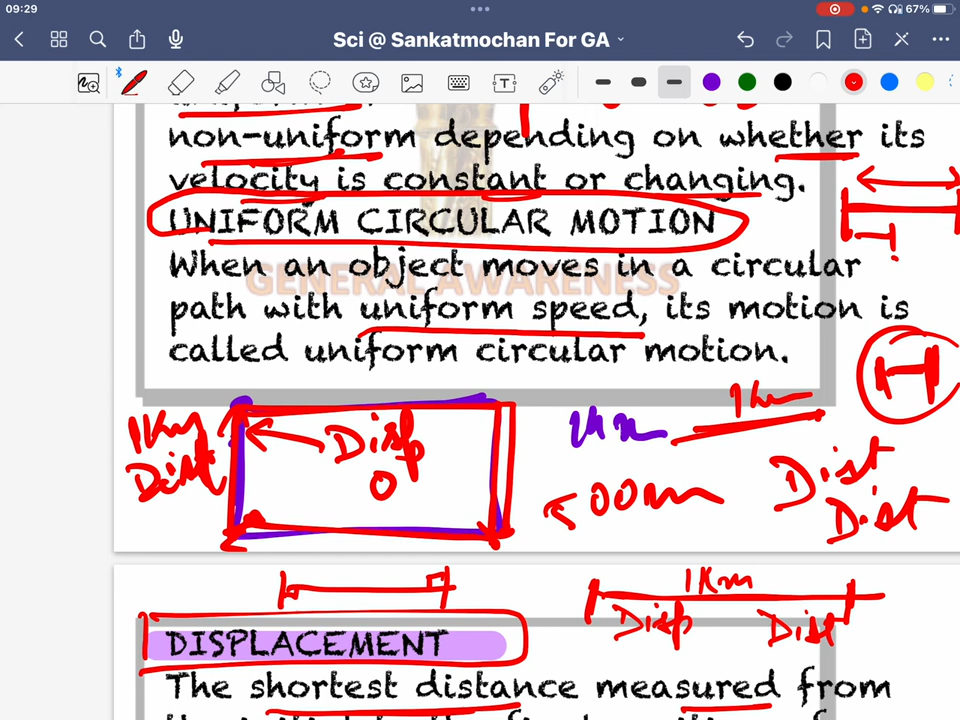 09:29
67%
Sci @ Sankatmochan For GA
non-uniform depending on whether its
velocity is constant or changing.
UNIFORM CIRCULAR MOTION
When an object moves in a circular
GENERAL AWARENESS
path with uniform speed, its motion is
called uniform circular motion.
1Km
Dist
Disp
0
1km
500m
Dist
Dist
1Km
Disp Dist
DISPLACEMENT
The shortest distance measured from